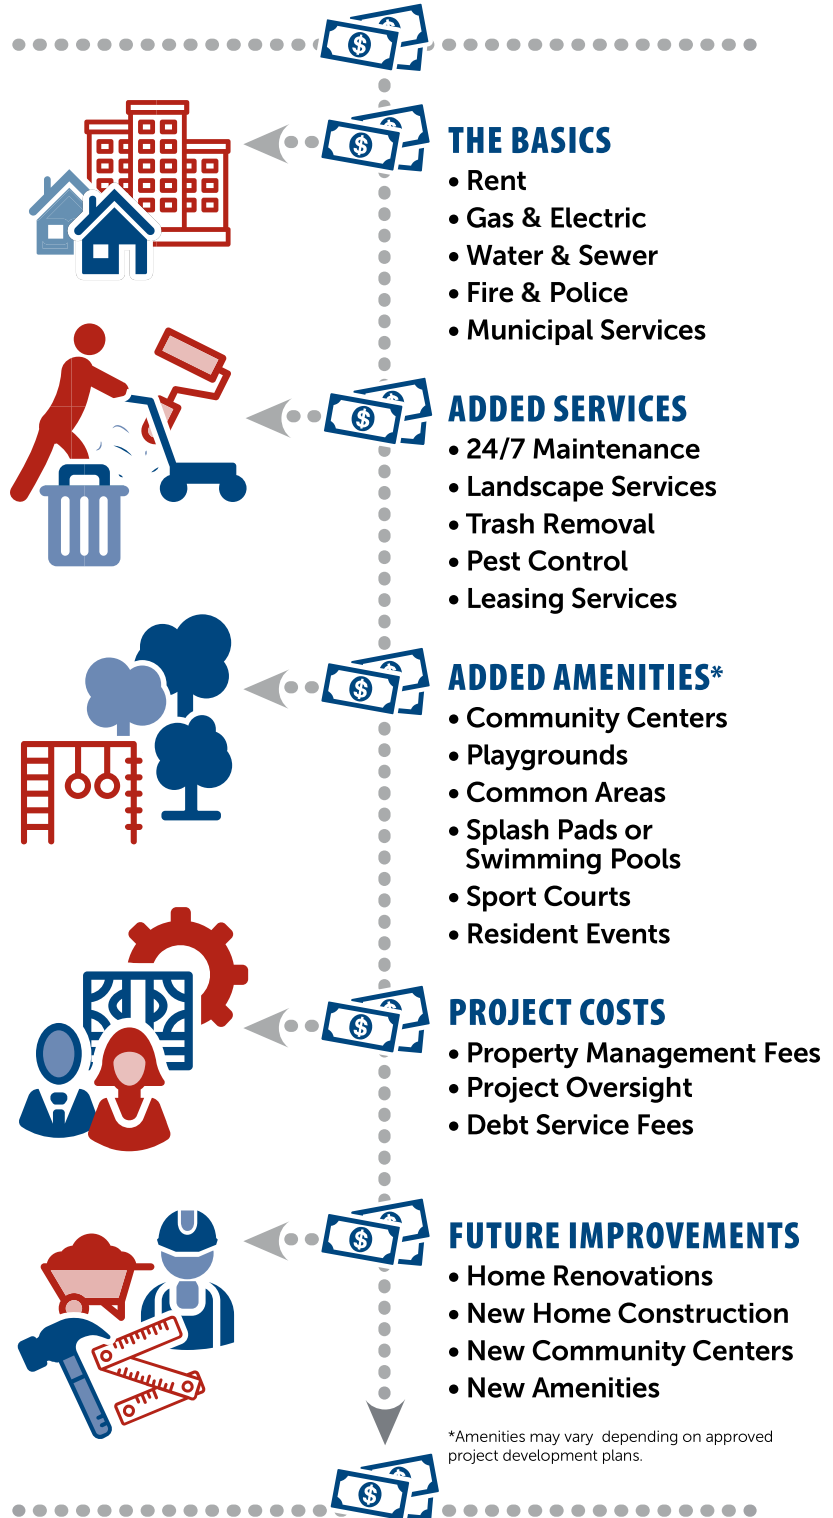 THE BASICS
• Rent
• Gas & Electric
• Water & Sewer
• Fire & Police
• Municipal Services
ADDED SERVICES
• 24/7 Maintenance
• Landscape Services
• Trash Removal
• Pest Control
• Leasing Services
ADDED AMENITIES*
• Community Centers
• Playgrounds
• Common Areas
• Splash Pads or
Swimming Pools
• Sport Courts
• Resident Events
PROJECT COSTS
• Property Management Fees
• Project Oversight
• Debt Service Fees
FUTURE IMPROVEMENTS
• Home Renovations
• New Home Construction
• New Community Centers
• New Amenities
*Amenities may vary depending on approved
project development plans.